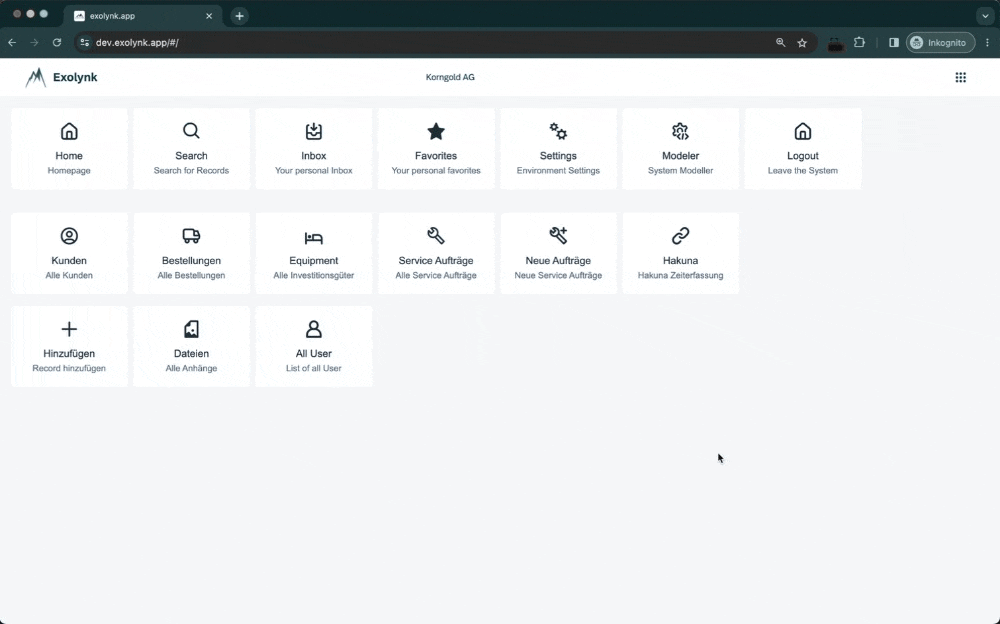 exolynk.app
dev.exolynk.app/#/
Inkognito
Exolynk
Korngold AG
Home
Homepage
Search
Search for Records
Inbox
Your personal Inbox
Favorites
Your personal favorites
Settings
Environment Settings
Modeler
System Modeller
Logout
Leave the System
Kunden
Alle Kunden
Bestellungen
Alle Bestellungen
Equipment
Alle Investitionsgüter
Service Aufträge
Alle Service Aufträge
Neue Aufträge
Neue Service Aufträge
Hakuna
Hakuna Zeiterfassung
Hinzufügen
Record hinzufügen
Dateien
Alle Anhänge
All User
List of all User